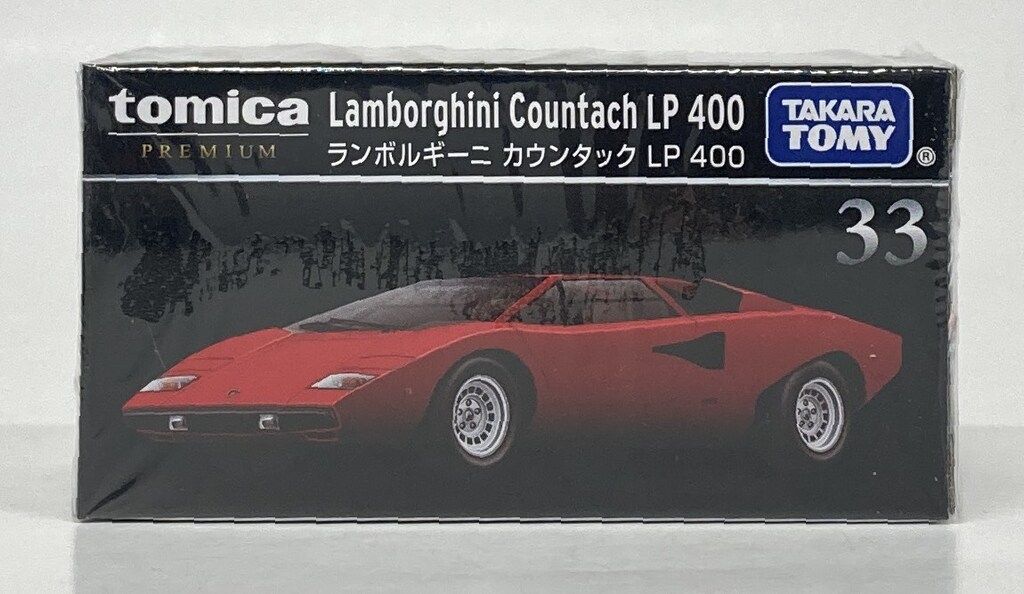 tomica
PREMIUM
Lamborghini Countach LP 400
ランボルギーニ カウンタック LP 400
TAKARA
TOMY
®
33